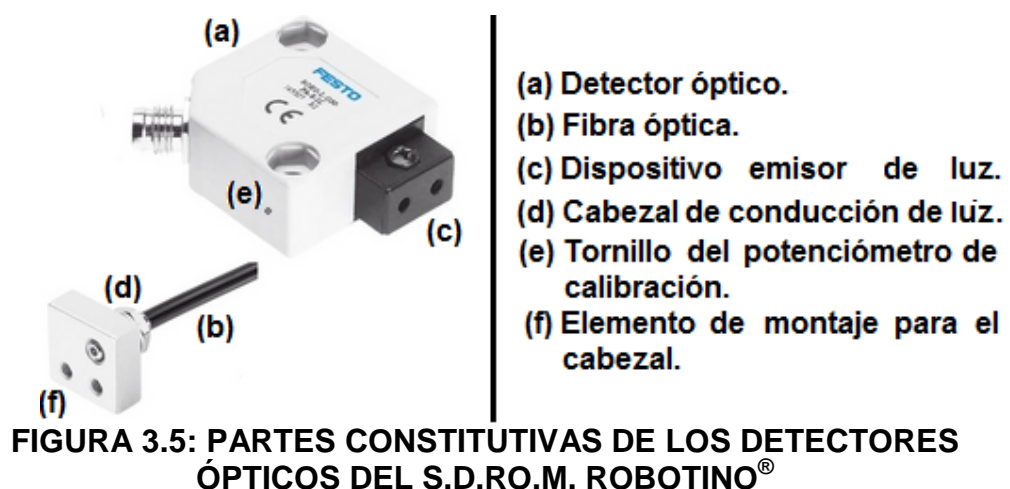 (a)
FESTO
CE
(e)
(c)
(d)
(b)
(f)
(a) Detector óptico.
(b) Fibra óptica.
(c) Dispositivo emisor de luz.
(d) Cabezal de conducción de luz.
(e) Tornillo del potenciómetro de
calibración.
(f) Elemento de montaje para el
cabezal.
FIGURA 3.5: PARTES CONSTITUTIVAS DE LOS DETECTORES
ÓPTICOS DEL S.D.RO.M. ROBOTINO®